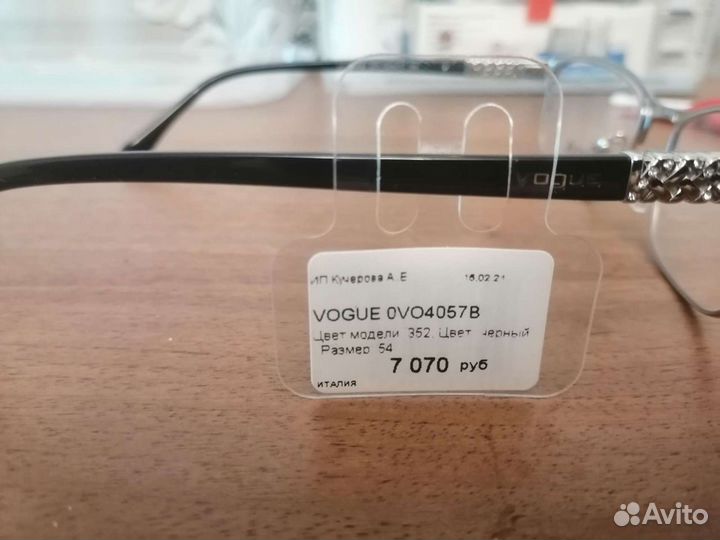 VOGUE
ИП Кучерова А. Е 16.02.21
VOGUE 0VO4057B
Цвет модели 352. Цвет черный
Размер 54
7 070 руб
ИТАЛИЯ
Avito